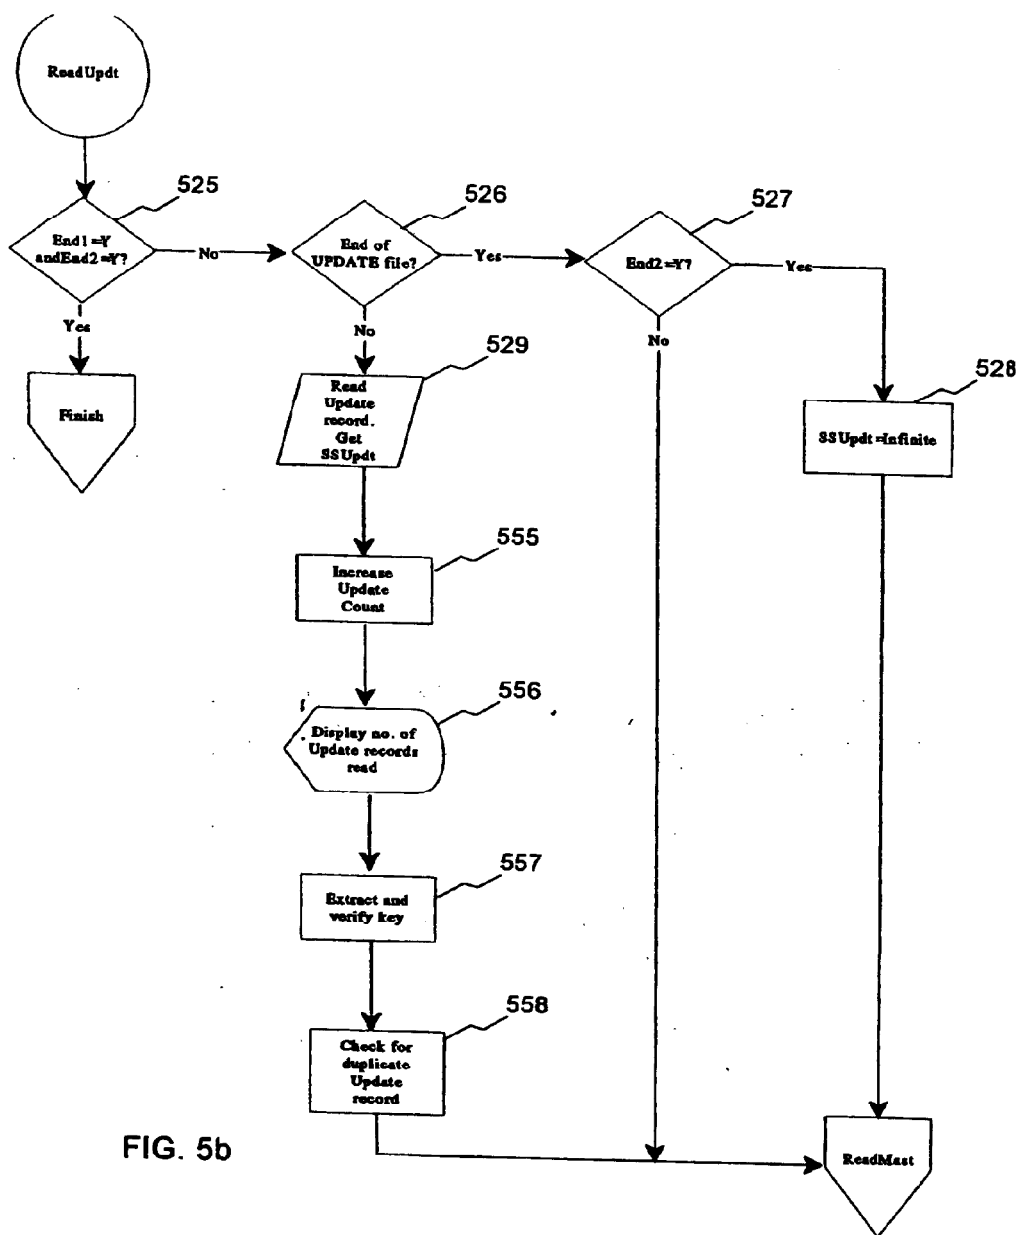 ReadUpdt
525
526
527
End1=Y
andEnd2=Y?
No
End of
UPDATE file?
Yes
End2=Y?
Yes
Yes
No
No
529
528
Finish
Read
Update
record.
Get
SSUpdt
SSUpdt=Infinite
555
Increase
Update
Count
556
Display no. of
Update records
read
557
Extract and
verify key
558
Check for
duplicate
Update
record
FIG. 5b
ReadMast